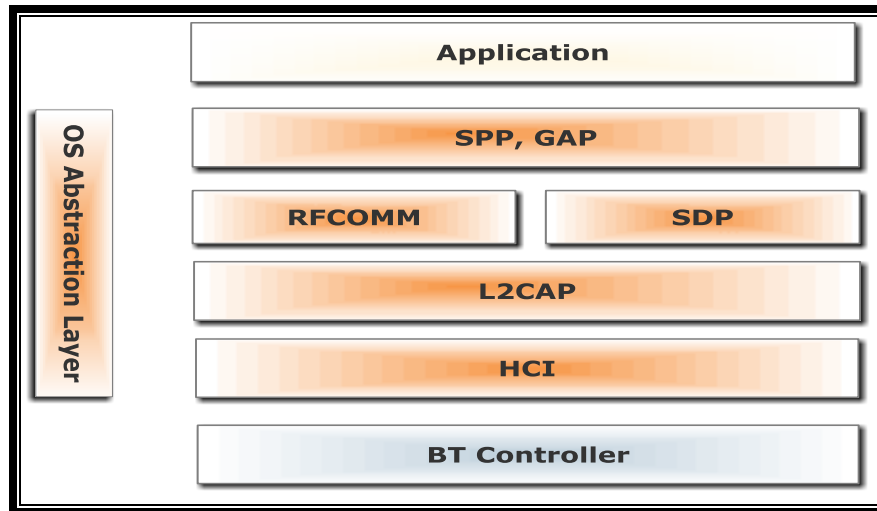 Application
OS Abstraction Layer
SPP, GAP
RFCOMM
SDP
L2CAP
HCI
BT Controller